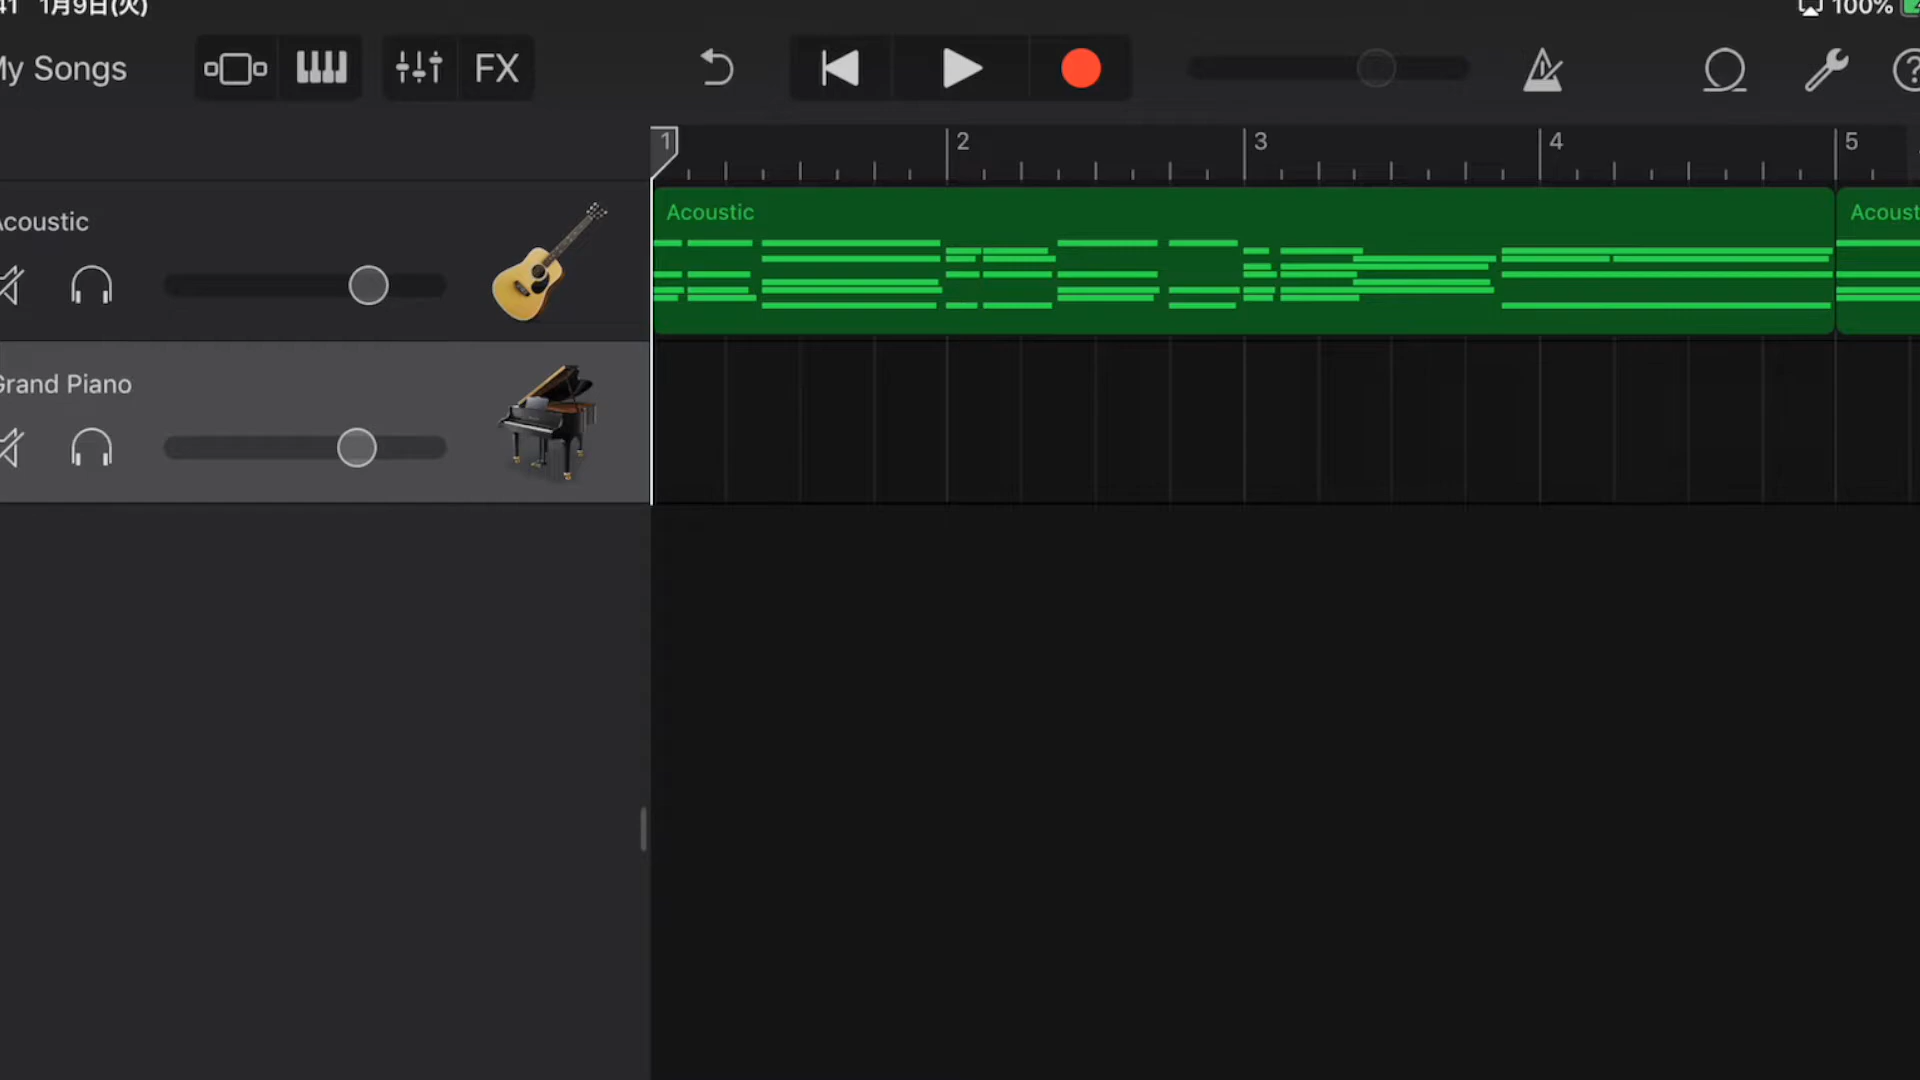 41 1月9日(火) 100%
My Songs FX
1 2 3 4 5
Acoustic Acoustic Acoust
Grand Piano